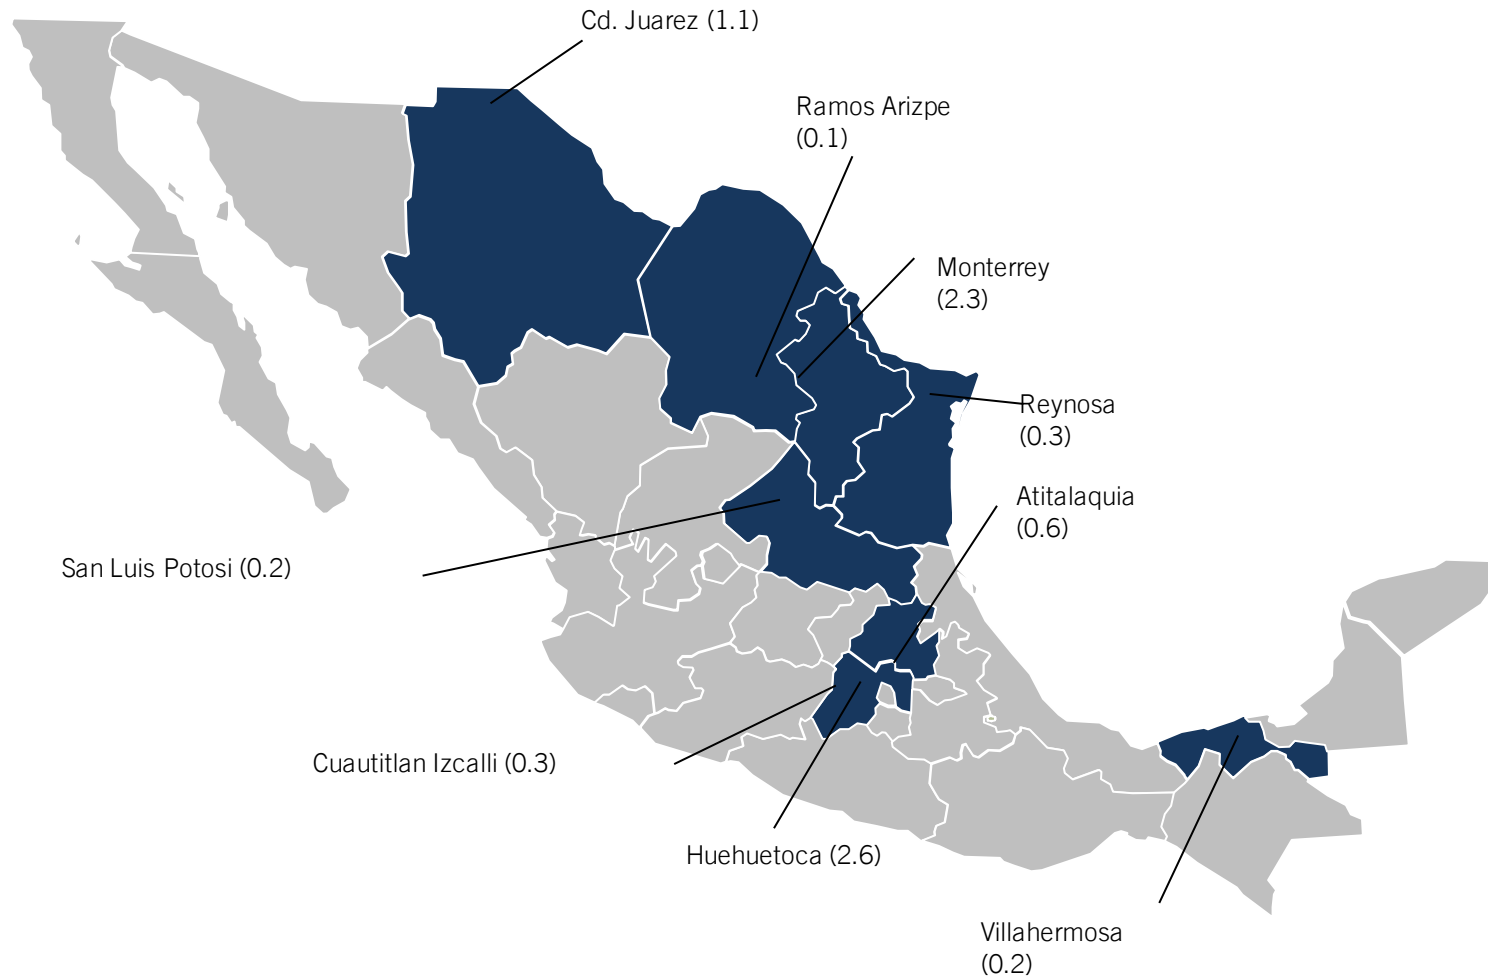 Cd. Juarez (1.1)
Ramos Arizpe
(0.1)
Monterrey
(2.3)
Reynosa
(0.3)
Atitalaquia
(0.6)
San Luis Potosi (0.2)
Cuautitlan Izcalli (0.3)
Huehuetoca (2.6)
Villahermosa
(0.2)